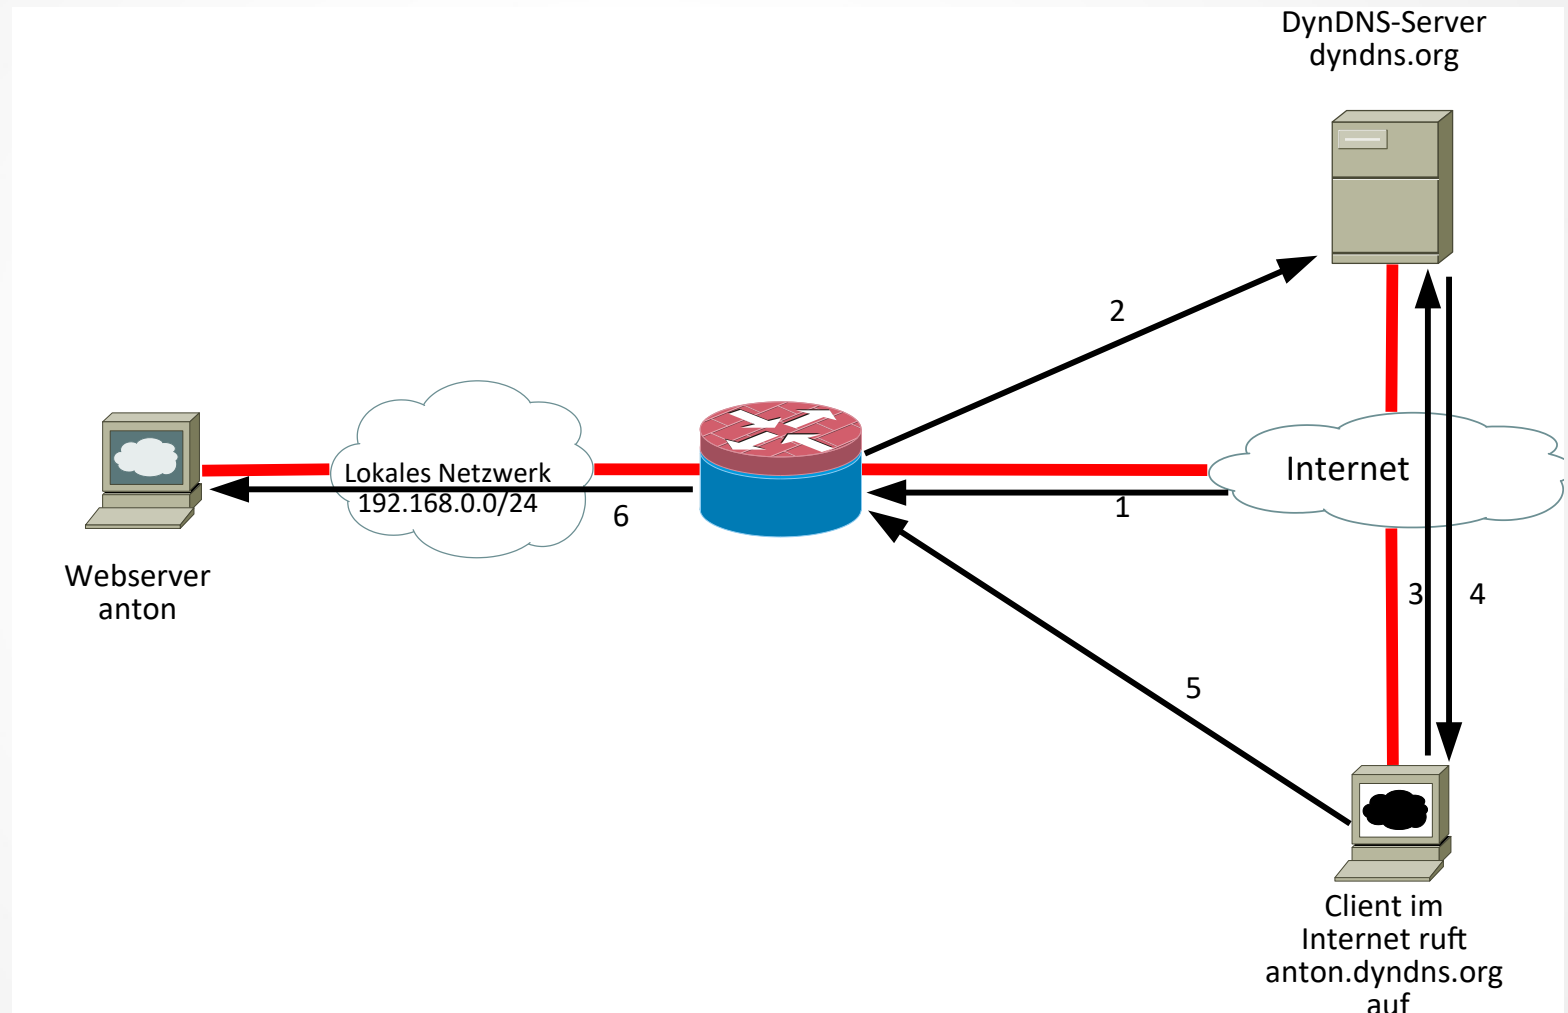 DynDNS-Server
dyndns.org
2
Lokales Netzwerk
192.168.0.0/24
6
1
Internet
Webserver
anton
3
4
5
Client im
Internet ruft
anton.dyndns.org
auf